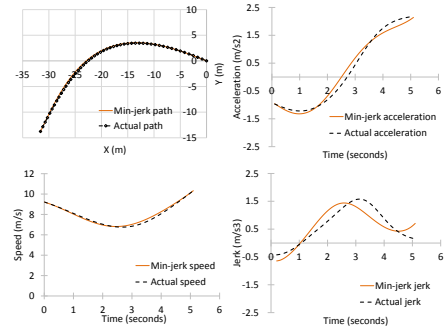 10
5
0
-5
-10
-15
Y (m)
-35 -30 -25 -20 -15 -10 -5 0
Min-jerk path
Actual path
X (m)
2.5
1.5
0.5
-0.5
-1.5
-2.5
Acceleration (m/s2)
0 1 2 3 4 5 6
Min-jerk acceleration
Actual acceleration
Time (seconds)
12
10
8
6
4
2
0
Speed (m/s)
0 1 2 3 4 5 6
Min-jerk speed
Actual speed
Time (seconds)
2.5
1.5
0.5
-0.5
-1.5
-2.5
Jerk (m/s3)
0 1 2 3 4 5 6
Min-jerk jerk
Actual jerk
Time (seconds)